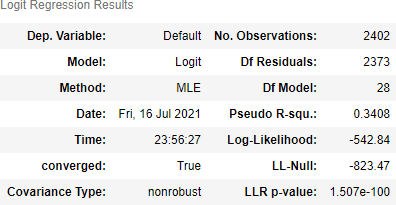 Logit Regression Results
Dep. Variable: Default No. Observations: 2402
Model: Logit Df Residuals: 2373
Method: MLE Df Model: 28
Date: Fri, 16 Jul 2021 Pseudo R-squ.: 0.3408
Time: 23:56:27 Log-Likelihood: -542.84
converged: True LL-Null: -823.47
Covariance Type: nonrobust LLR p-value: 1.507e-100